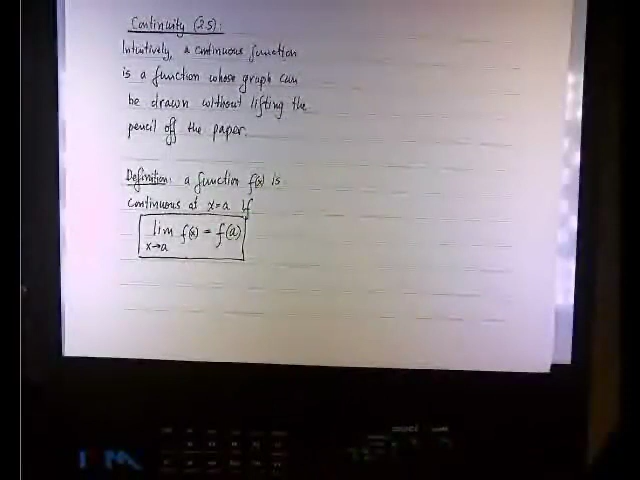 Continuity (2.5):
Intuitively, a continuous function
is a function whose graph can
be drawn without lifting the
pencil off the paper.
Definition: a function f(x) is
continuous at x=a if
lim f(x) = f(a)
x→a